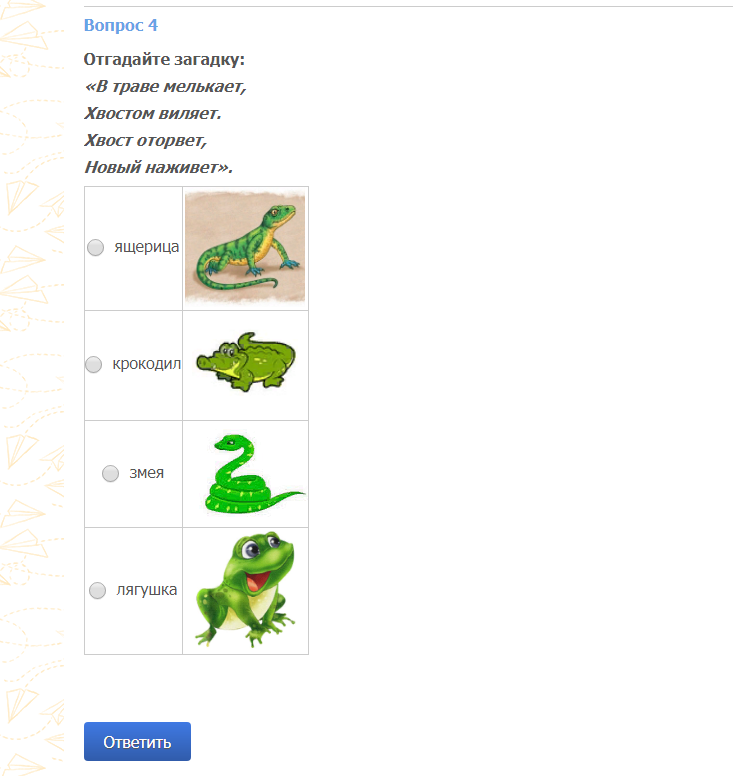 Вопрос 4
Отгадайте загадку:
«В траве мелькает,
Хвостом виляет.
Хвост оторвет,
Новый наживет».
ящерица
крокодил
змея
лягушка
Ответить